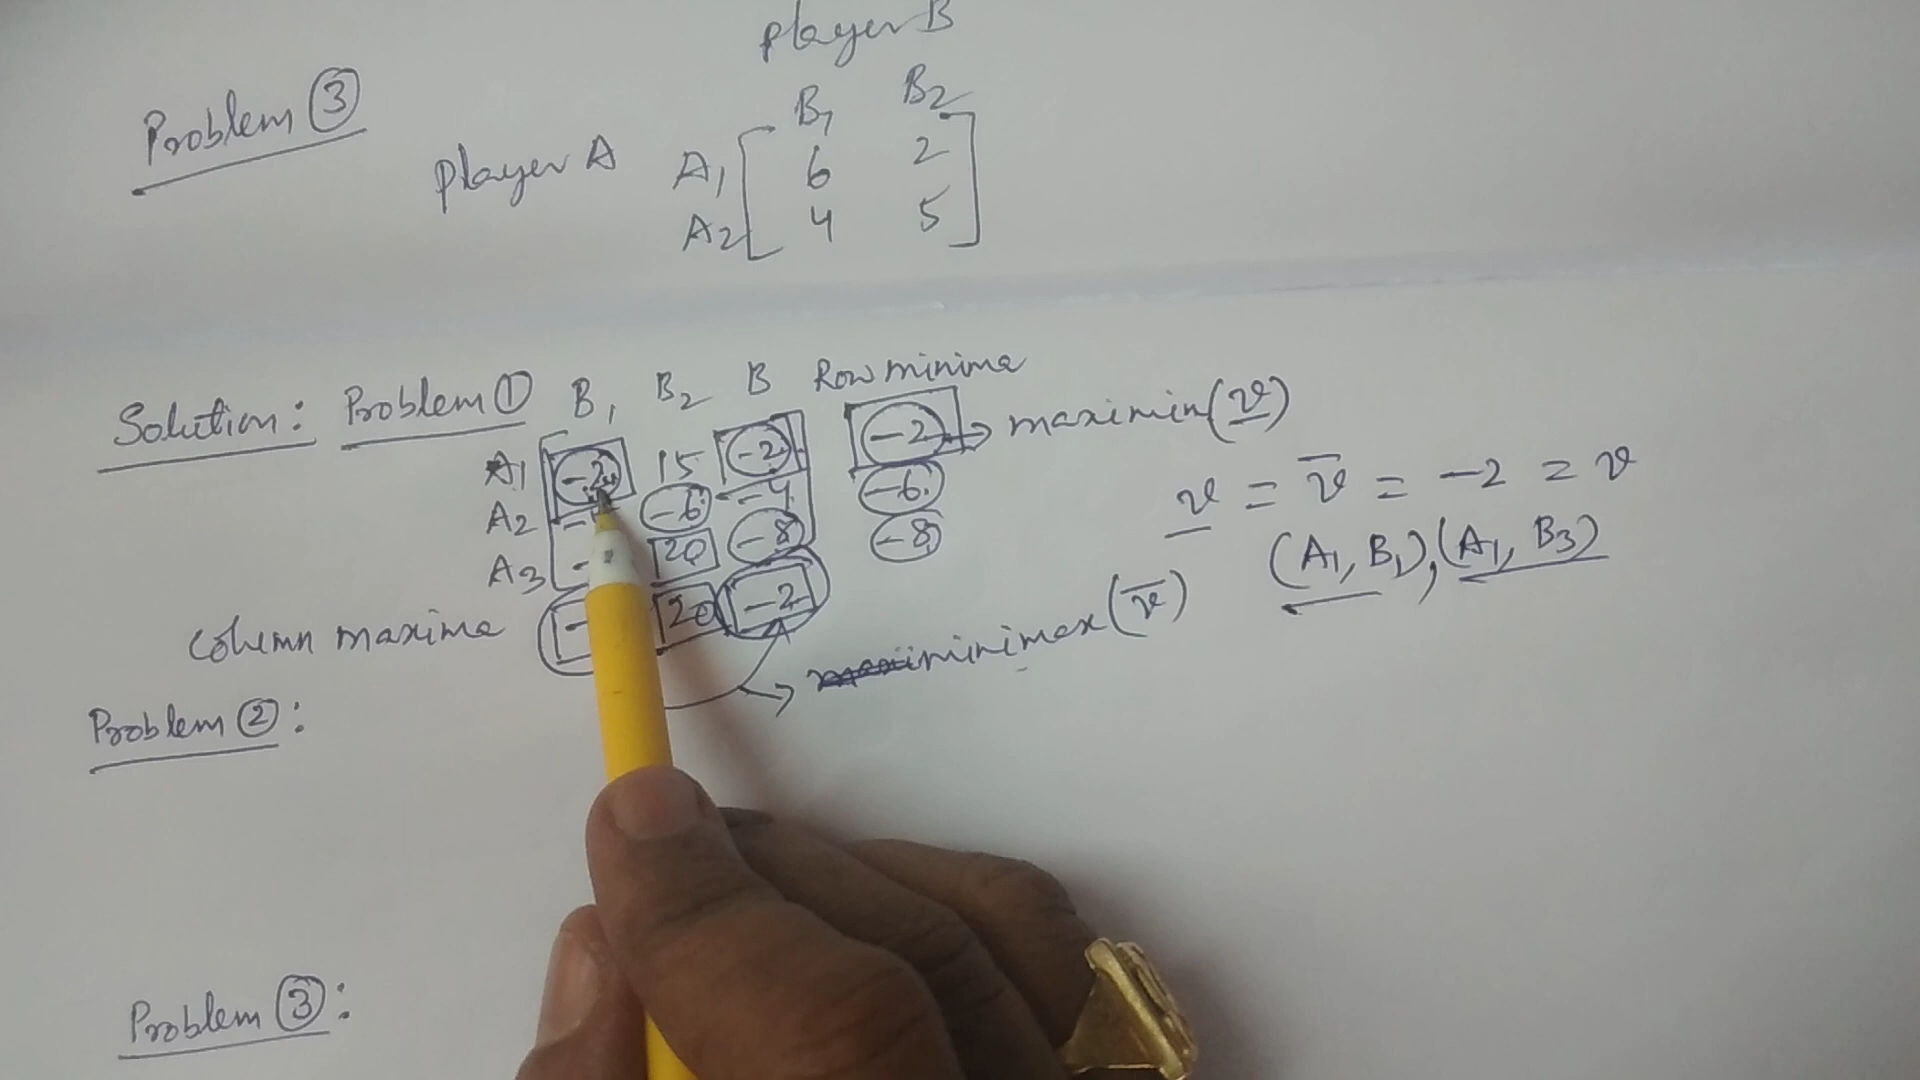 Player B
Problem ③
B1 B2
Player A A1 6 2
A2 4 5
Solution: Problem ① B1 B2 B Row minima
A1 -2 15 -2 -2 → maximin(v)
A2 - -6 -4 -6
A3 - 20 -8 -8
v = v̄ = -2 = v
(A1, B1), (A1, B3)
Column maxima - 20 -2
minimax(v̄)
Problem ②:
Problem ③: